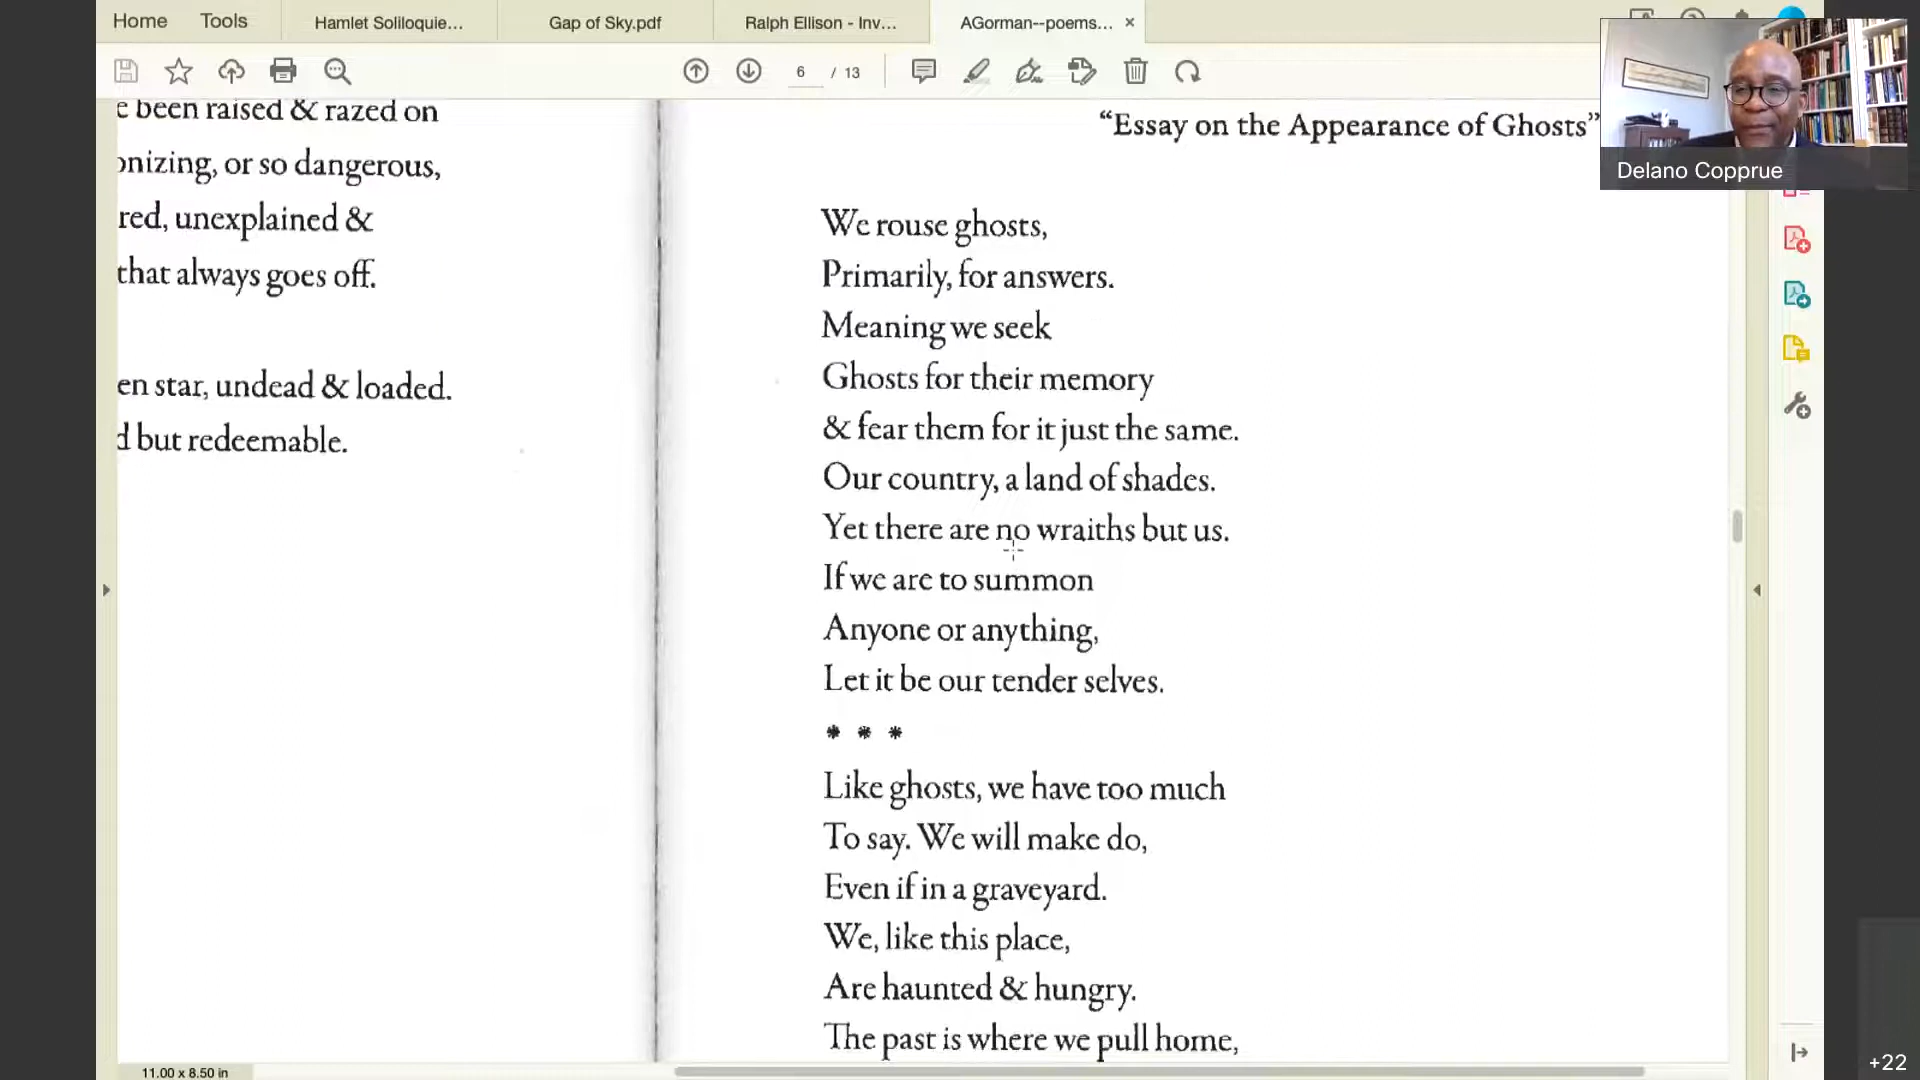 Home
Tools
Hamlet Soliloquie...
Gap of Sky.pdf
Ralph Ellison - Inv...
AGorman--poems...
6 / 13
Delano Copprue
e been raised & razed on
onizing, or so dangerous,
red, unexplained &
that always goes off.
en star, undead & loaded.
d but redeemable.
“Essay on the Appearance of Ghosts”
We rouse ghosts,
Primarily, for answers.
Meaning we seek
Ghosts for their memory
& fear them for it just the same.
Our country, a land of shades.
Yet there are no wraiths but us.
If we are to summon
Anyone or anything,
Let it be our tender selves.
* * *
Like ghosts, we have too much
To say. We will make do,
Even if in a graveyard.
We, like this place,
Are haunted & hungry.
The past is where we pull home,
11.00 x 8.50 in
+22